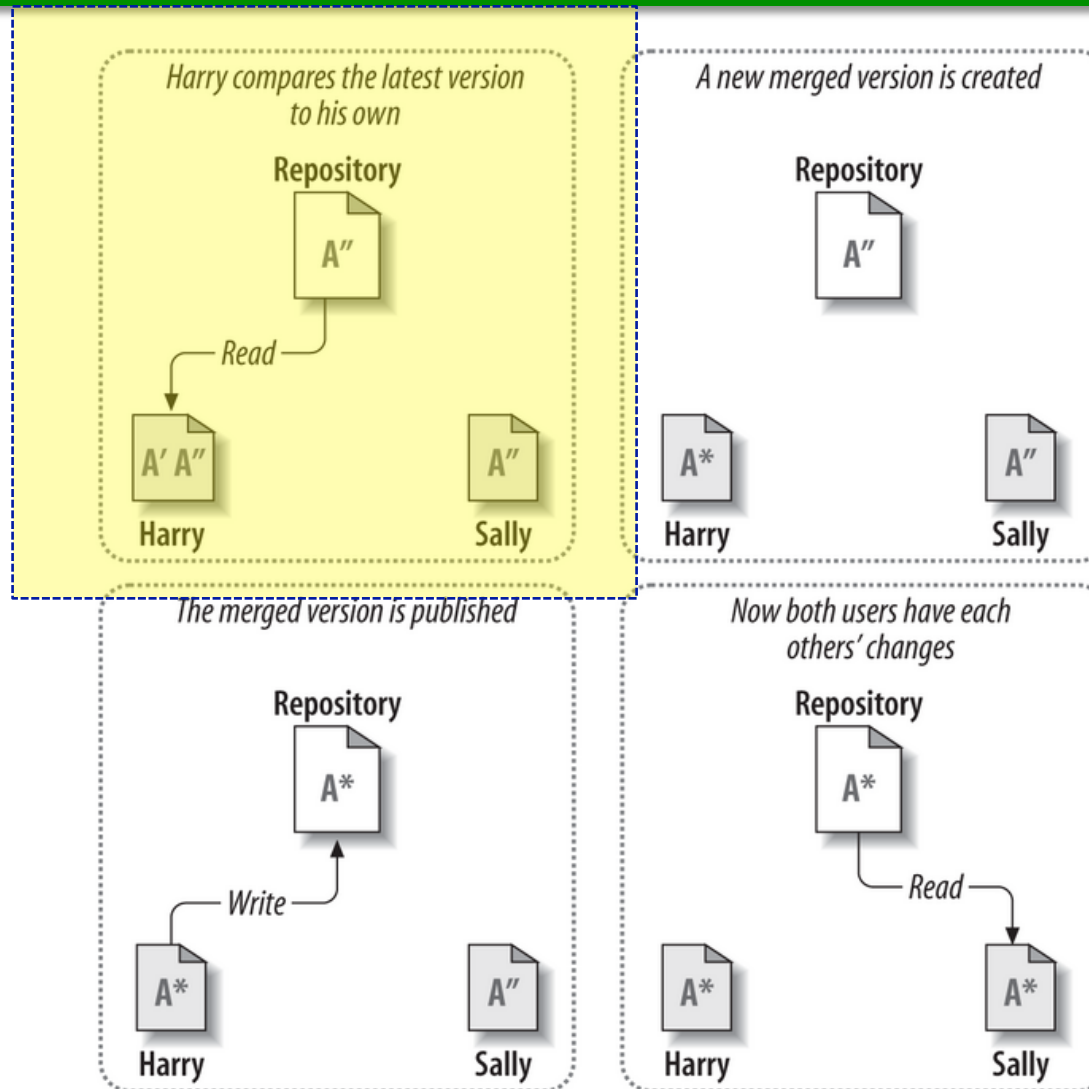 Harry compares the latest version
to his own
Repository
A″
Read
A′ A″
A″
Harry
Sally
A new merged version is created
Repository
A″
A*
A″
Harry
Sally
The merged version is published
Repository
A*
Write
A*
A″
Harry
Sally
Now both users have each
others’ changes
Repository
A*
Read
A*
A*
Harry
Sally